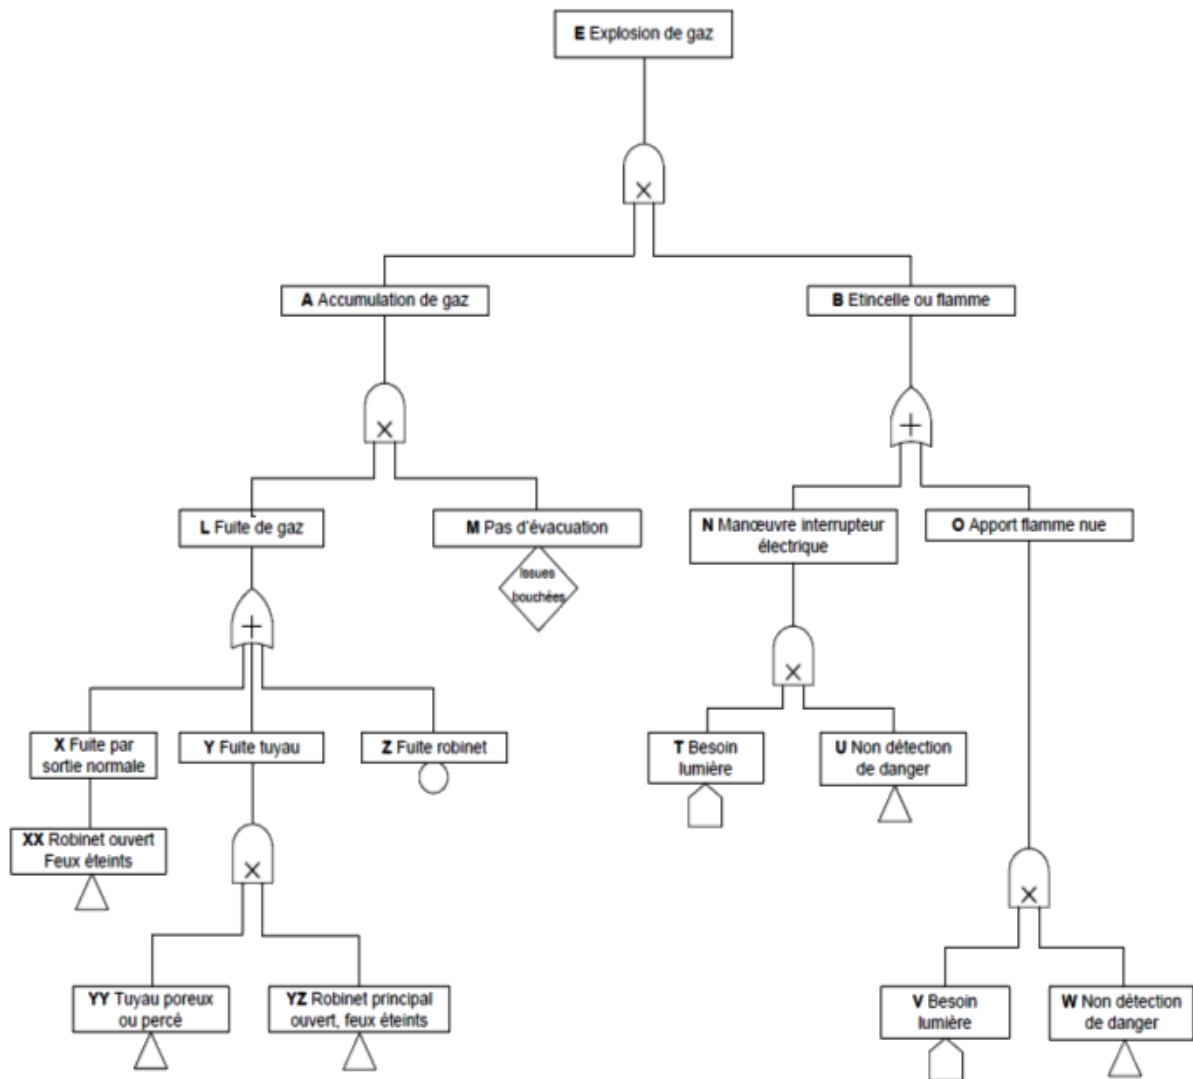 E Explosion de gaz
×
A Accumulation de gaz
B Etincelle ou flamme
×
+
L Fuite de gaz
M Pas d'évacuation
Issues
bouchées
N Manœuvre interrupteur
électrique
O Apport flamme nue
+
×
X Fuite par
sortie normale
Y Fuite tuyau
Z Fuite robinet
T Besoin
lumière
U Non détection
de danger
XX Robinet ouvert
Feux éteints
×
×
YY Tuyau poreux
ou percé
YZ Robinet principal
ouvert, feux éteints
V Besoin
lumière
W Non détection
de danger